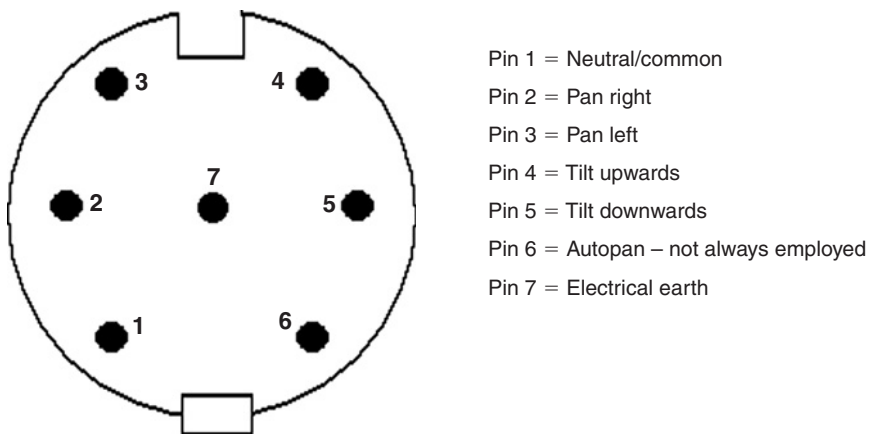 3
4
7
2
5
1
6
Pin 1 = Neutral/common
Pin 2 = Pan right
Pin 3 = Pan left
Pin 4 = Tilt upwards
Pin 5 = Tilt downwards
Pin 6 = Autopan – not always employed
Pin 7 = Electrical earth